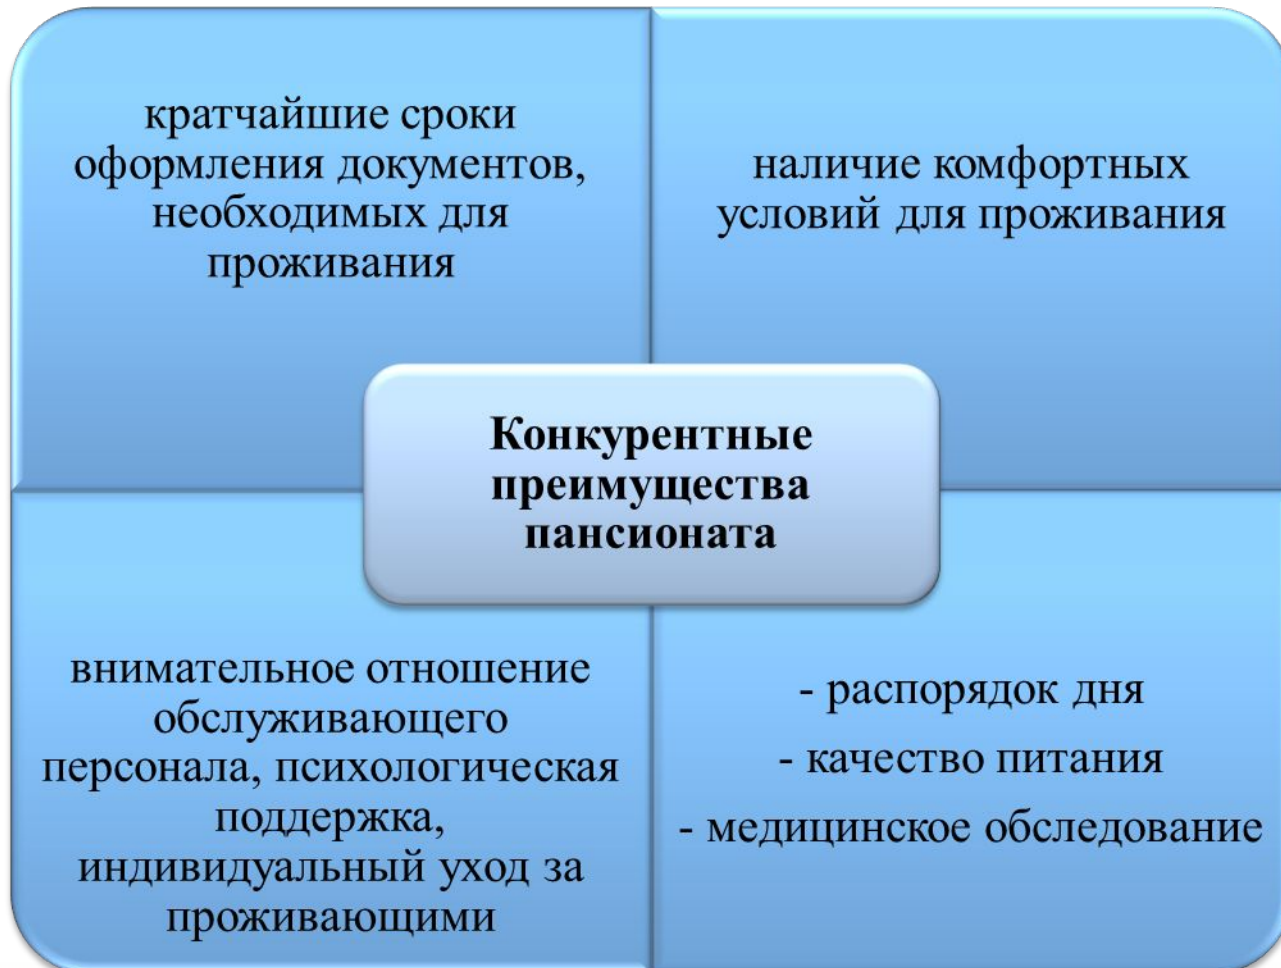 кратчайшие сроки
оформления документов,
необходимых для
проживания
наличие комфортных
условий для проживания
Конкурентные
преимущества
пансионата
внимательное отношение
обслуживающего
персонала, психологическая
поддержка,
индивидуальный уход за
проживающими
- распорядок дня
- качество питания
- медицинское обследование